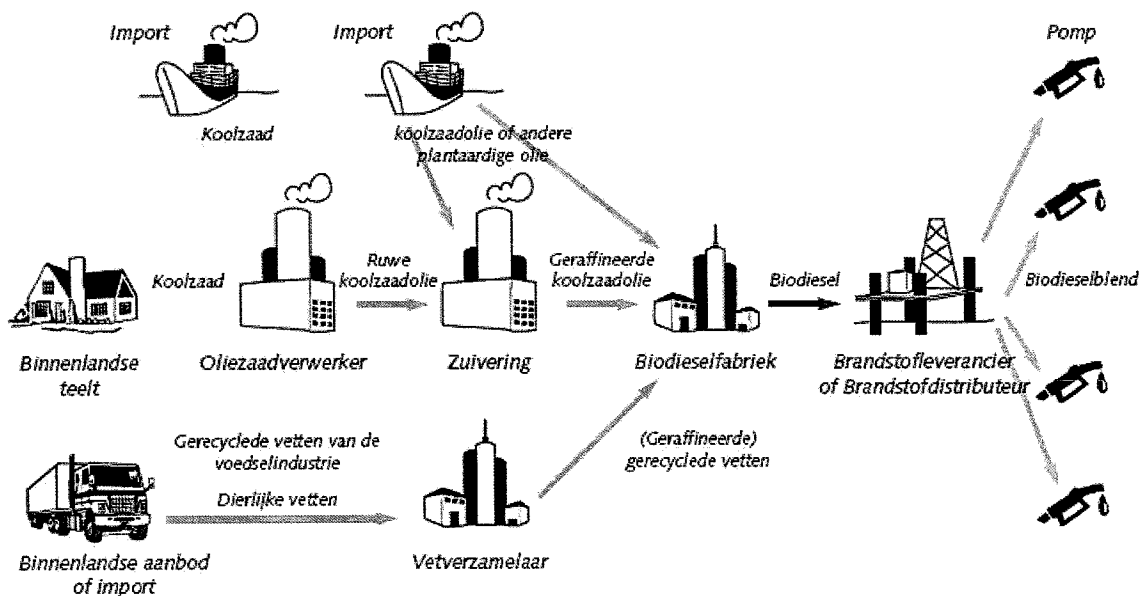 Import
Import
Pomp
Koolzaad
koolzaadolie of andere
plantaardige olie
Koolzaad
Ruwe
koolzaadolie
Geraffineerde
koolzaadolie
Biodiesel
Biodieselblend
Binnenlandse
teelt
Oliezaadverwerker
Zuivering
Biodieselfabriek
Brandstofleverancier
of Brandstofdistributeur
Gerecyclede vetten van de
voedselindustrie
Dierlijke vetten
(Geraffineerde)
gerecyclede vetten
Binnenlandse aanbod
of import
Vetverzamelaar